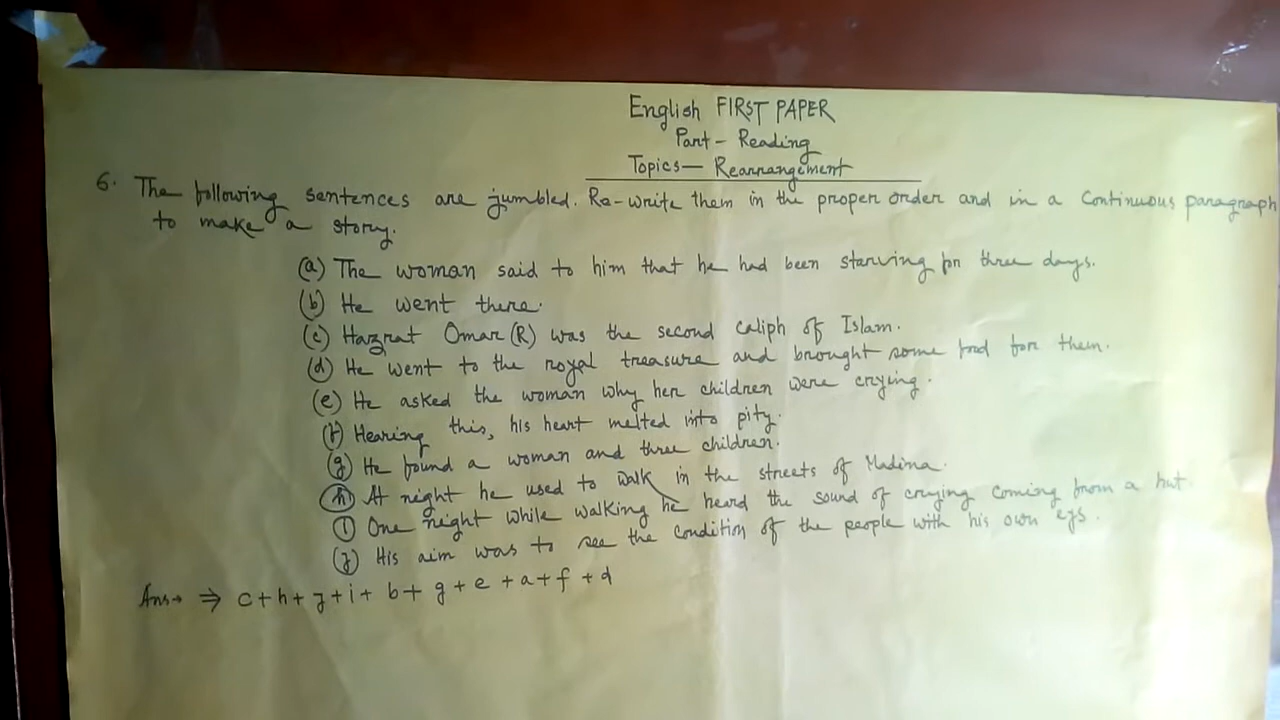 English FIRST PAPER
Part - Reading
Topics— Rearrangement
6. The following sentences are jumbled. Re-write them in the proper order and in a Continuous paragraph
to make a story.
(a) The woman said to him that he had been starving for three days.
(b) He went there.
(c) Hazrat Omar (R) was the second caliph of Islam.
(d) He went to the royal treasure and brought some food for them.
(e) He asked the woman why her children were crying.
(f) Hearing this, his heart melted into pity.
(g) He found a woman and three children.
(h) At night he used to walk in the streets of Madina.
(i) One night while walking he heard the sound of crying coming from a hut.
(j) His aim was to see the condition of the people with his own eys.
Ans→ ⇒ c+h+j+i+ b+ g+e +a+f +d